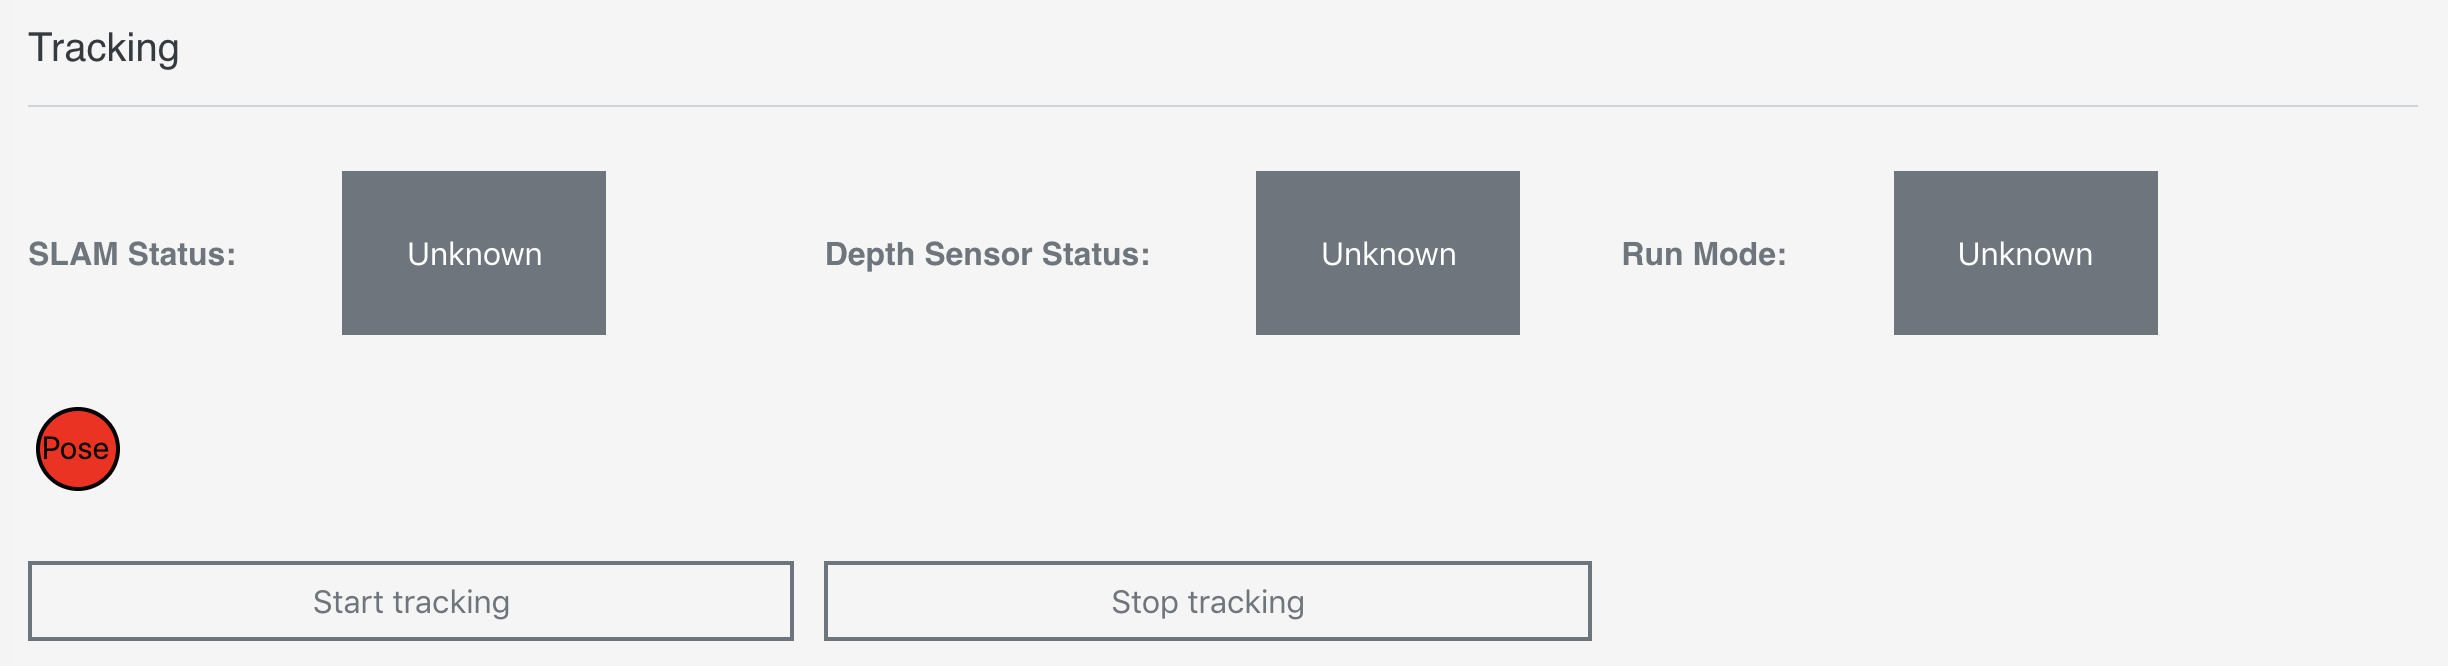 Tracking
SLAM Status: Unknown Depth Sensor Status: Unknown Run Mode: Unknown
Pose
Start tracking Stop tracking